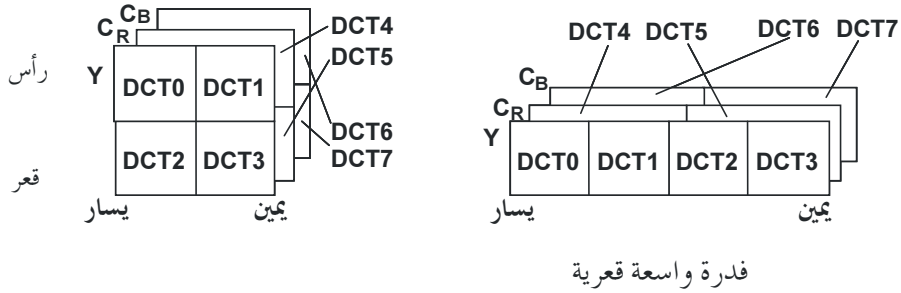 CB
CR
DCT4
DCT5
رأس
Y
DCT0 DCT1
DCT6
DCT7
DCT2 DCT3
قعر
يسار
يمين
DCT4 DCT5 DCT6 DCT7
CB
CR
Y
DCT0 DCT1 DCT2 DCT3
يسار
يمين
فدرة واسعة قعرية